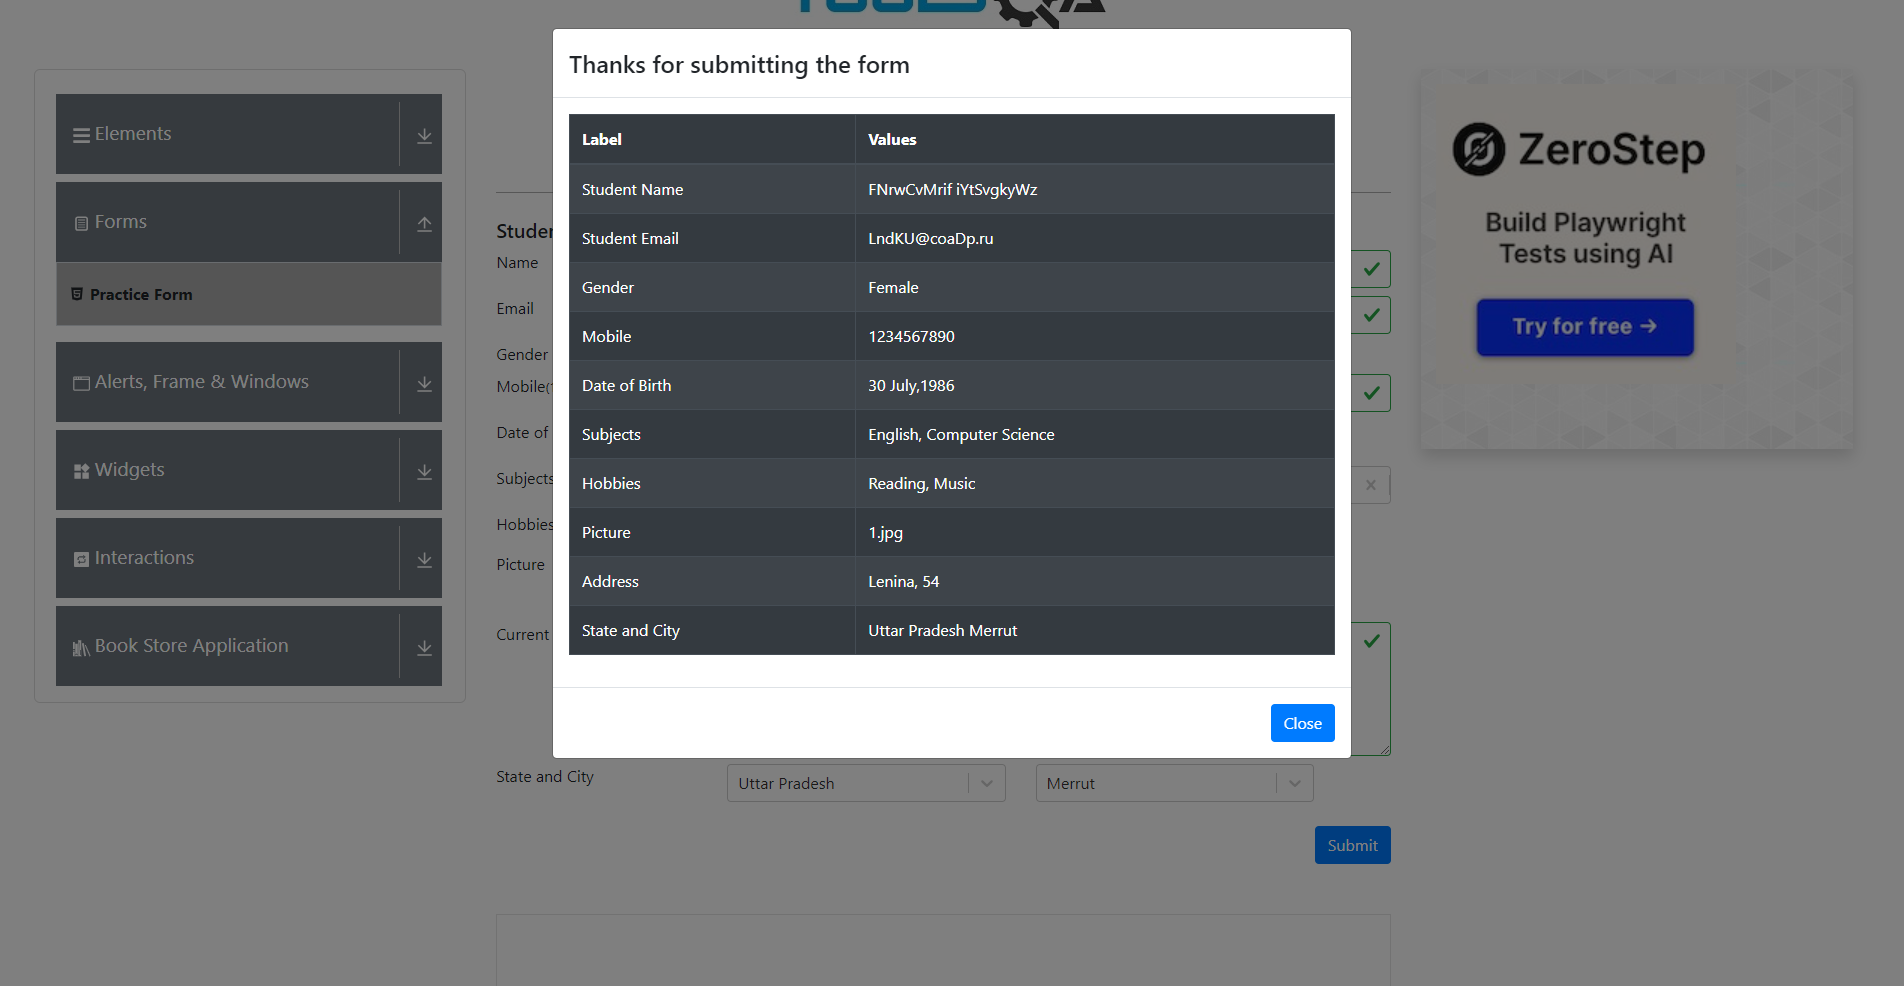 Thanks for submitting the form
Label Values
Student Name FNrwCvMrif iYtSvgkyWz
Student Email LndKU@coaDp.ru
Gender Female
Mobile 1234567890
Date of Birth 30 July,1986
Subjects English, Computer Science
Hobbies Reading, Music
Picture 1.jpg
Address Lenina, 54
State and City Uttar Pradesh Merrut
Close
Elements
Forms
Practice Form
Alerts, Frame & Windows
Widgets
Interactions
Book Store Application
Name
Email
Gender
Date of
Subjects
Hobbies
Picture
Current
State and City Uttar Pradesh Merrut
Submit
ZeroStep
Build Playwright
Tests using AI
Try for free →